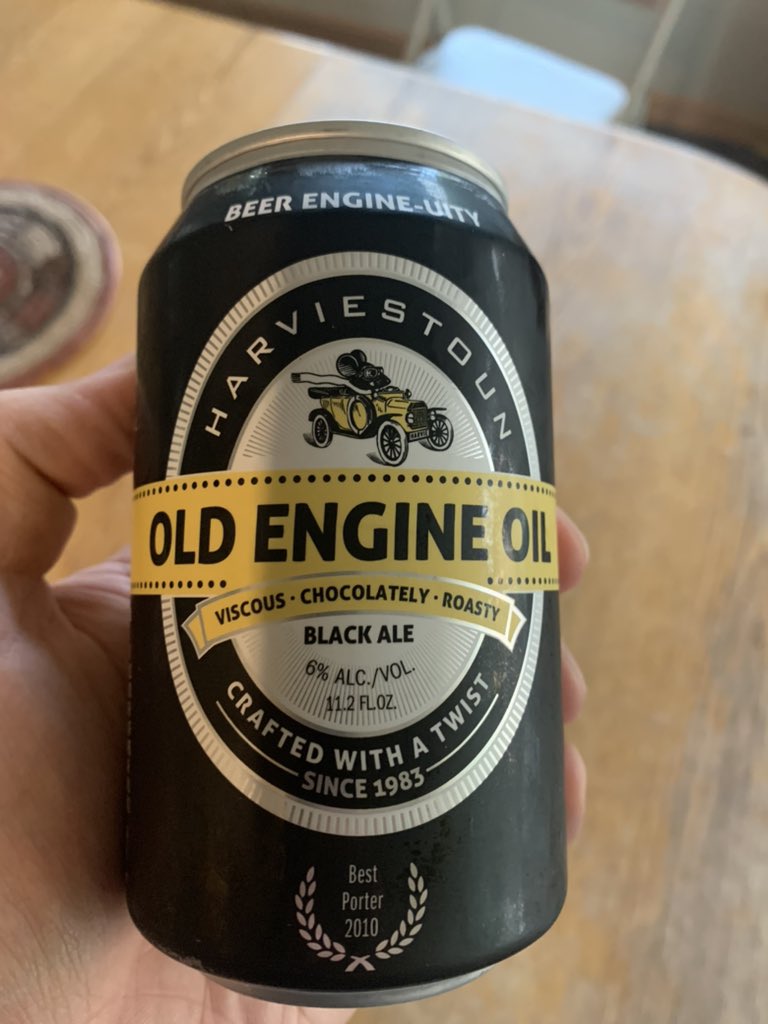 BEER ENGINE-UITY
HARVIESTOUN
OLD ENGINE OIL
VISCOUS · CHOCOLATELY · ROASTY
BLACK ALE
6% ALC./VOL.
11.2 FL.OZ.
CRAFTED WITH A TWIST
SINCE 1983
Best
Porter
2010